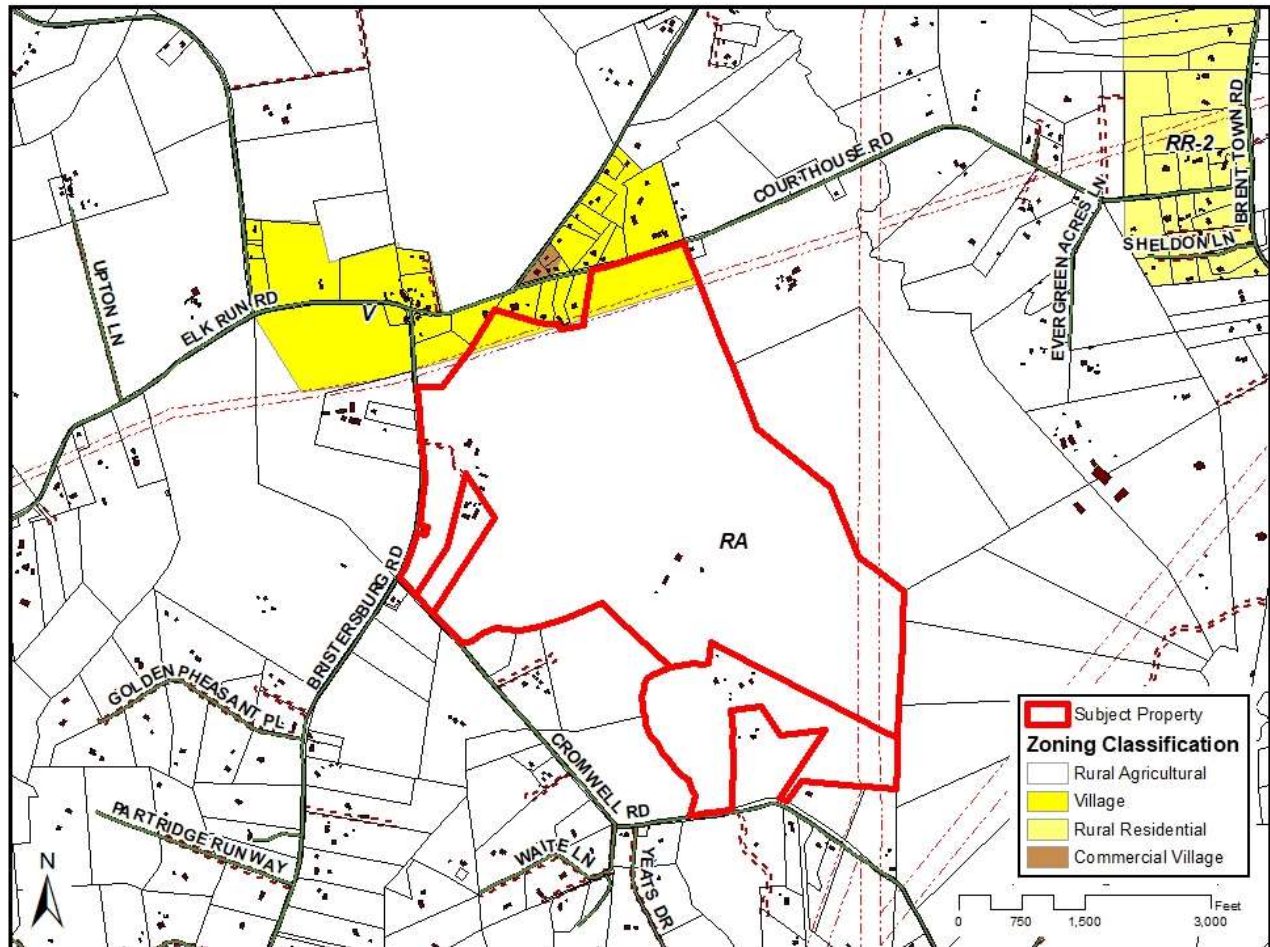 COURTHOUSE RD
RR-2
BRENT TOWN RD
SHELDON LN
EVERGREEN ACRES LN
UPTON LN
ELK RUN RD
V
RA
BRISTERSBURG RD
GOLDEN PHEASANT PL
CROMWELL RD
PARTRIDGE RUN WAY
WAITE LN
YEATS DR
N
Subject Property
Zoning Classification
Rural Agricultural
Village
Rural Residential
Commercial Village
Feet
0 750 1,500 3,000